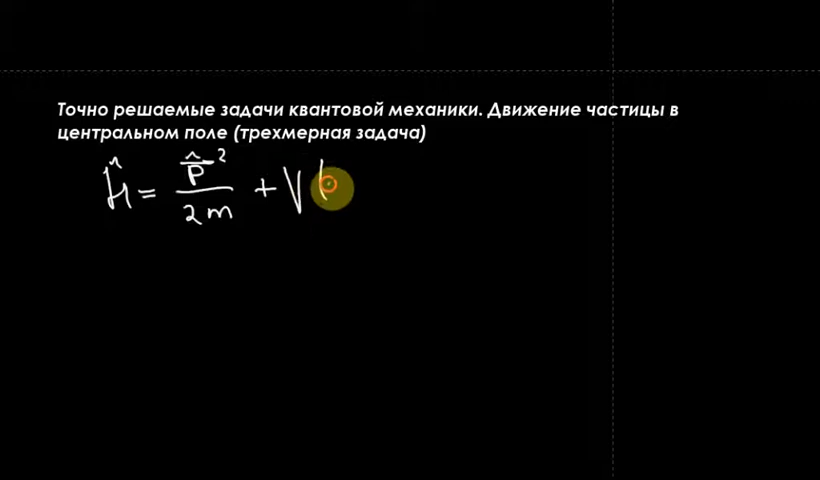 Точно решаемые задачи квантовой механики. Движение частицы в
центральном поле (трехмерная задача)
Ĥ = p̂² / 2m + V(